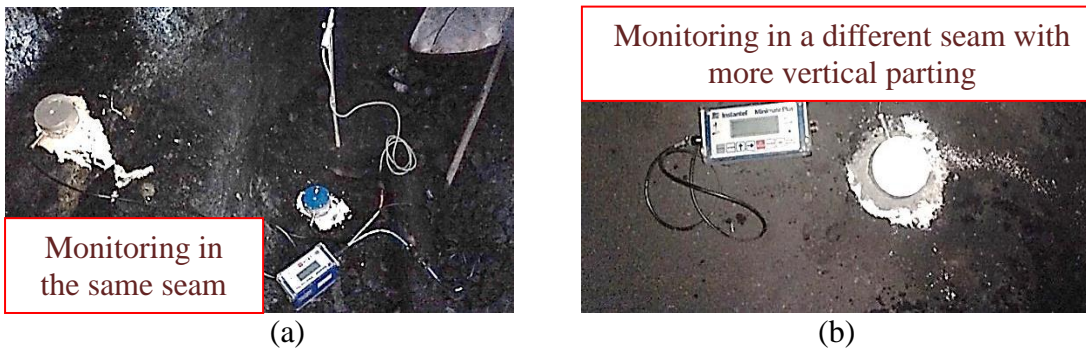 Monitoring in
the same seam
(a)
Monitoring in a different seam with
more vertical parting
Instantel Minimate Plus
(b)